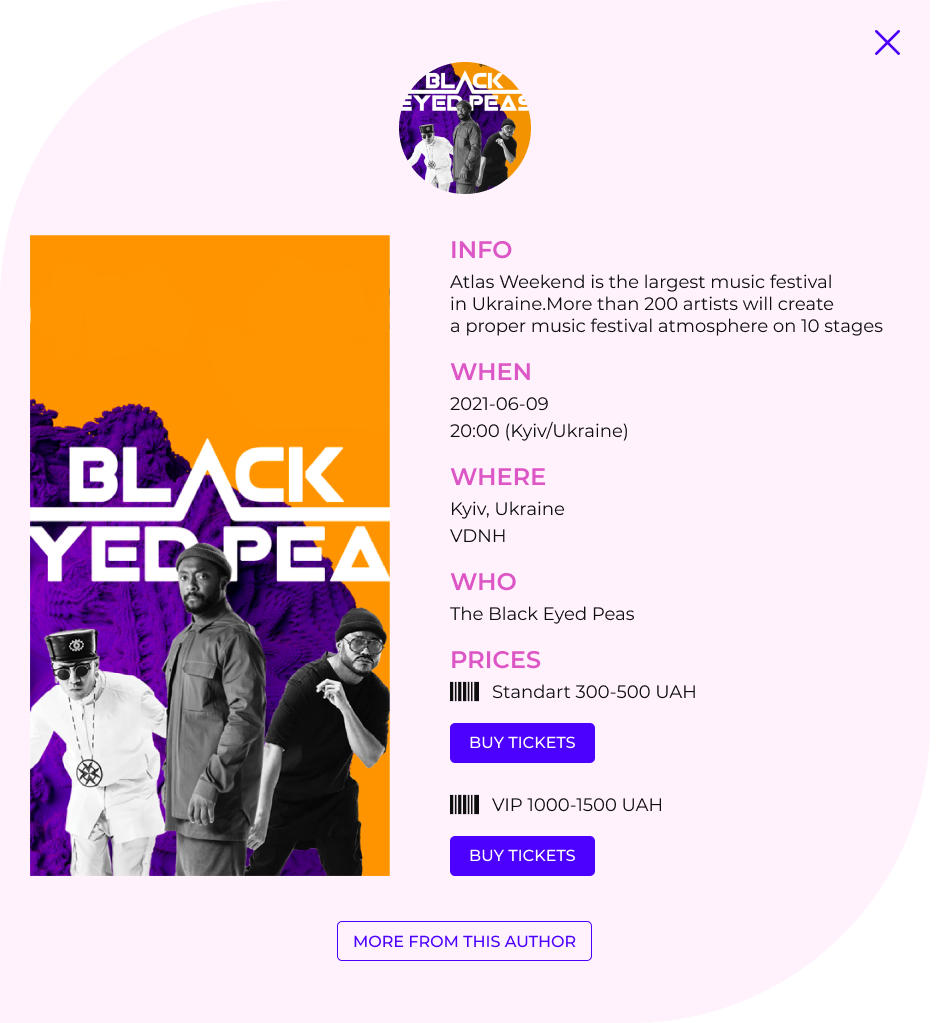 BLACK
EYED PEAS
BLACK
YED PEA
INFO
Atlas Weekend is the largest music festival
in Ukraine.More than 200 artists will create
a proper music festival atmosphere on 10 stages
WHEN
2021-06-09
20:00 (Kyiv/Ukraine)
WHERE
Kyiv, Ukraine
VDNH
WHO
The Black Eyed Peas
PRICES
Standart 300-500 UAH
BUY TICKETS
VIP 1000-1500 UAH
BUY TICKETS
MORE FROM THIS AUTHOR